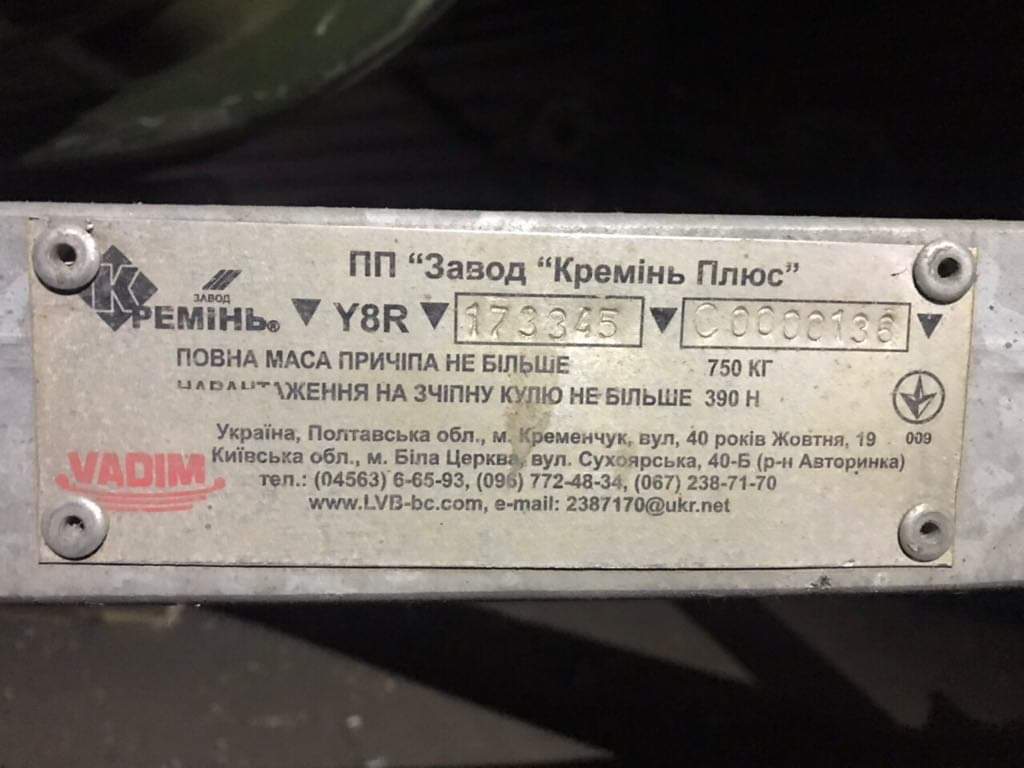 ПП “Завод “Кремінь Плюс”
ЗАВОД
КРЕМІНЬ®
Y8R 173345 C0000136
ПОВНА МАСА ПРИЧІПА НЕ БІЛЬШЕ 750 КГ
НАВАНТАЖЕННЯ НА ЗЧІПНУ КУЛЮ НЕ БІЛЬШЕ 390 Н
009
Україна, Полтавська обл., м. Кременчук, вул, 40 років Жовтня, 19
Київська обл., м. Біла Церква, вул. Сухоярська, 40-Б (р-н Авторинка)
тел.: (04563) 6-65-93, (096) 772-48-34, (067) 238-71-70
www.LVB-bc.com, e-mail: 2387170@ukr.net
VADIM